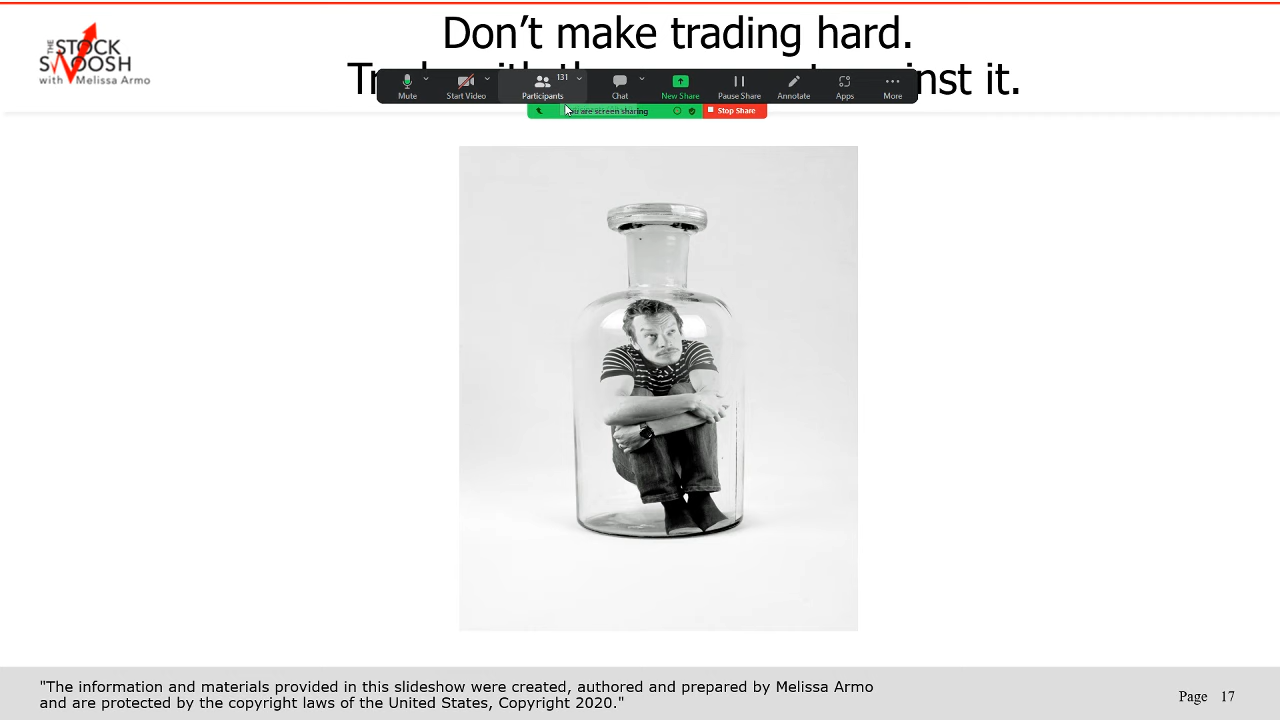 Don’t make trading hard.
inst it.
THE
STOCK
SWOOSH
with Melissa Armo
131
Mute
Start Video
Participants
Chat
New Share
Pause Share
Annotate
Apps
More
are screen sharing
Stop Share
"The information and materials provided in this slideshow were created, authored and prepared by Melissa Armo
and are protected by the copyright laws of the United States, Copyright 2020."
Page 17